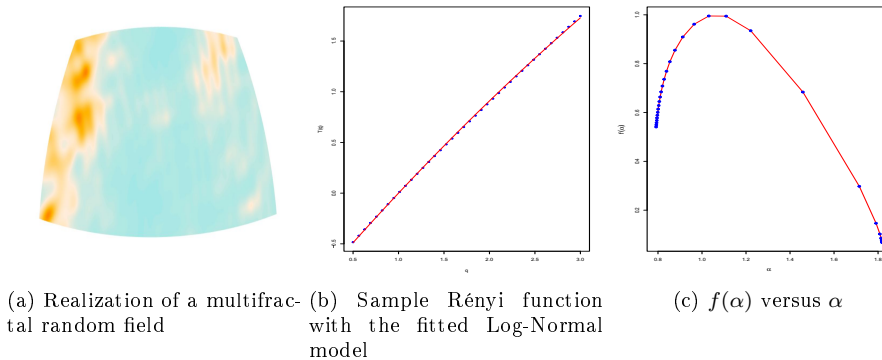 1.5
1.0
0.5
0.0
-0.5
0.5
1.0
1.5
2.0
2.5
3.0
q
1.0
0.8
0.6
0.4
0.2
f(α)
0.8
1.0
1.2
1.4
1.6
1.8
α
(a) Realization of a multifrac-
tal random field
(b) Sample Rényi function
with the fitted Log-Normal
model
(c) f(α) versus α